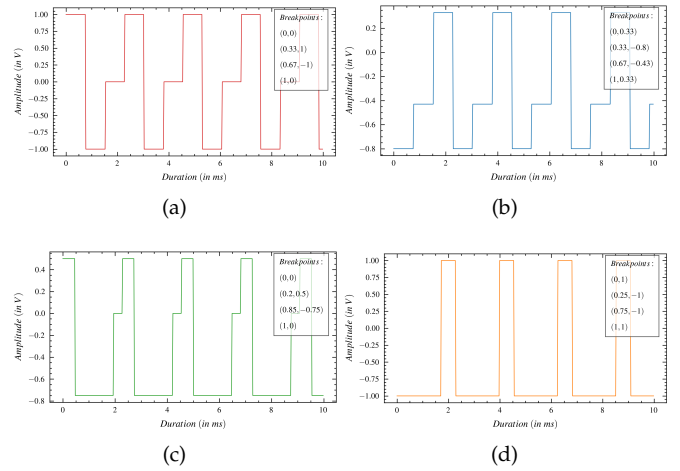 Amplitude (in V)
1.00
0.75
0.50
0.25
0.00
−0.25
−0.50
−0.75
−1.00
Breakpoints :
(0,0)
(0.33,1)
(0.67,−1)
(1,0)
0 2 4 6 8 10
Duration (in ms)
(a)
Amplitude (in V)
0.2
0.0
−0.2
−0.4
−0.6
−0.8
Breakpoints :
(0,0.33)
(0.33,−0.8)
(0.67,−0.43)
(1,0.33)
0 2 4 6 8 10
Duration (in ms)
(b)
Amplitude (in V)
0.4
0.2
0.0
−0.2
−0.4
−0.6
−0.8
Breakpoints :
(0,0)
(0.2,0.5)
(0.85,−0.75)
(1,0)
0 2 4 6 8 10
Duration (in ms)
(c)
Amplitude (in V)
1.00
0.75
0.50
0.25
0.00
−0.25
−0.50
−0.75
−1.00
Breakpoints :
(0,1)
(0.25,−1)
(0.75,−1)
(1,1)
0 2 4 6 8 10
Duration (in ms)
(d)